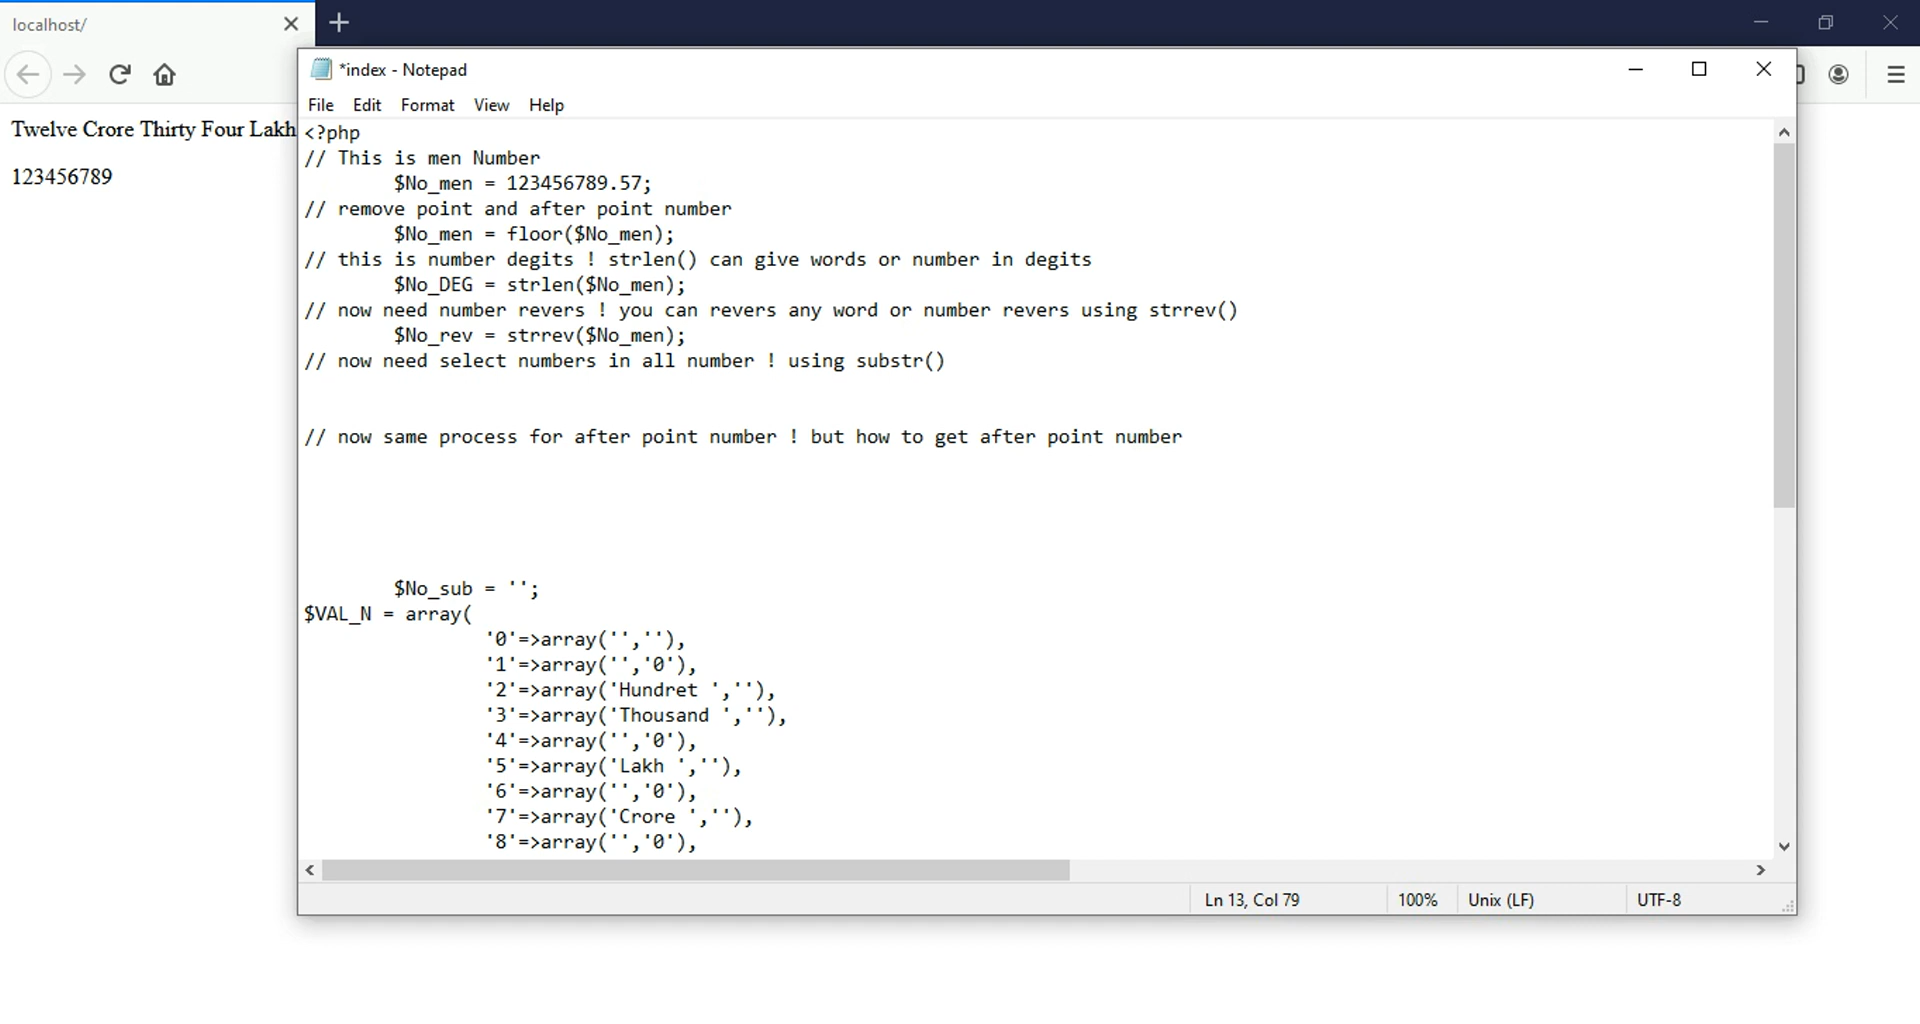 localhost/
*index - Notepad
File Edit Format View Help
Twelve Crore Thirty Four Lakh
123456789
<?php
// This is men Number
$No_men = 123456789.57;
// remove point and after point number
$No_men = floor($No_men);
// this is number degits ! strlen() can give words or number in degits
$No_DEG = strlen($No_men);
// now need number revers ! you can revers any word or number revers using strrev()
$No_rev = strrev($No_men);
// now need select numbers in all number ! using substr()
// now same process for after point number ! but how to get after point number
$No_sub = '';
$VAL_N = array(
'0'=>array('',''),
'1'=>array('','0'),
'2'=>array('Hundret ',''),
'3'=>array('Thousand ',''),
'4'=>array('','0'),
'5'=>array('Lakh ',''),
'6'=>array('','0'),
'7'=>array('Crore ',''),
'8'=>array('','0'),
Ln 13, Col 79 100% Unix (LF) UTF-8